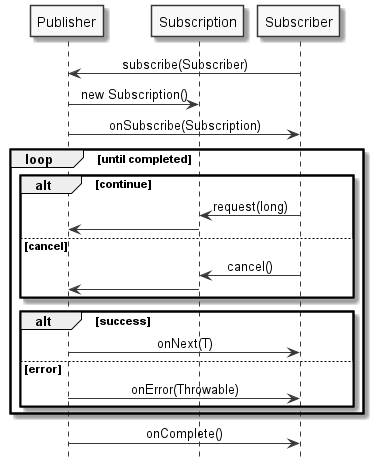 Publisher Subscription Subscriber
subscribe(Subscriber)
new Subscription()
onSubscribe(Subscription)
loop [until completed]
alt [continue]
request(long)
[cancel]
cancel()
alt [success]
onNext(T)
[error]
onError(Throwable)
onComplete()